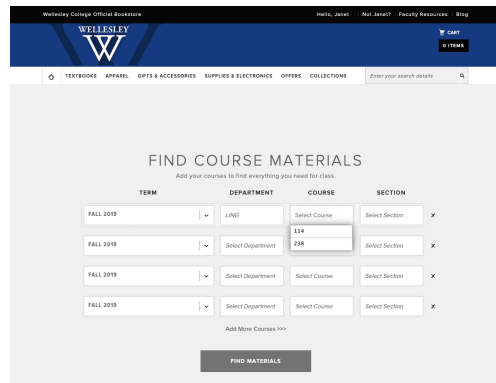 Wellesley College Official Bookstore
Hello, Janet | Not Janet? | Faculty Resources | Blog
WELLESLEY
W
CART
0 ITEMS
TEXTBOOKS APPAREL GIFTS & ACCESSORIES SUPPLIES & ELECTRONICS OFFERS COLLECTIONS Enter your search details
FIND COURSE MATERIALS
Add your courses to find everything you need for class.
TERM DEPARTMENT COURSE SECTION
FALL 2019 LING Select Course Select Section x
114
238
FALL 2019 Select Department Select Section x
FALL 2019 Select Department Select Course Select Section x
FALL 2019 Select Department Select Course Select Section x
Add More Courses >>>
FIND MATERIALS